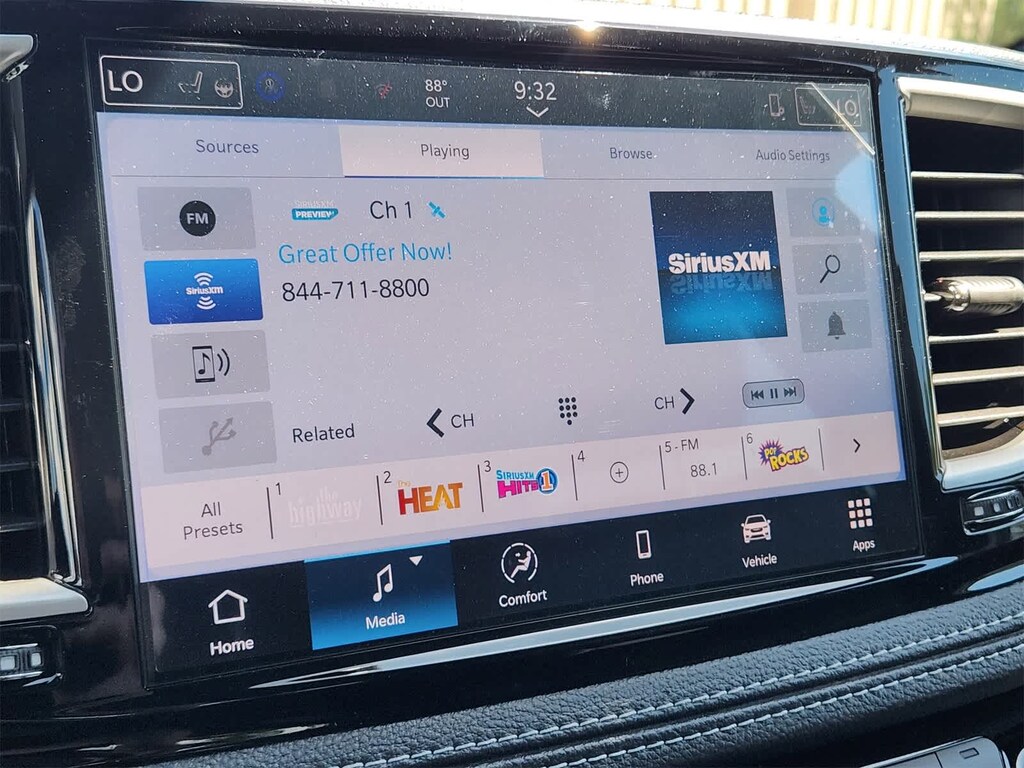 LO
88°
OUT
9:32
LO
Sources
Playing
Browse
Audio Settings
FM
SIRIUSXM
PREVIEW
Ch 1
Great Offer Now!
844-711-8800
SiriusXM
SiriusXM
Related
CH
CH
All
Presets
1
the
highway
2
The
HEAT
3
SIRIUSXM
HITS 1
4
5 - FM
88.1
6
POP
ROCKS
Home
Media
Comfort
Phone
Vehicle
Apps